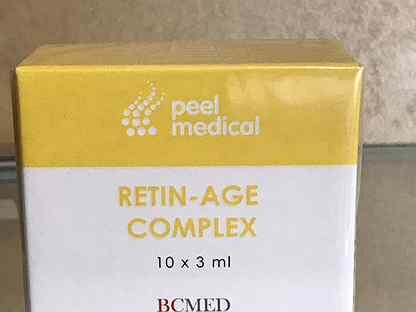 peel
medical
RETIN-AGE
COMPLEX
10 x 3 ml
BCMED